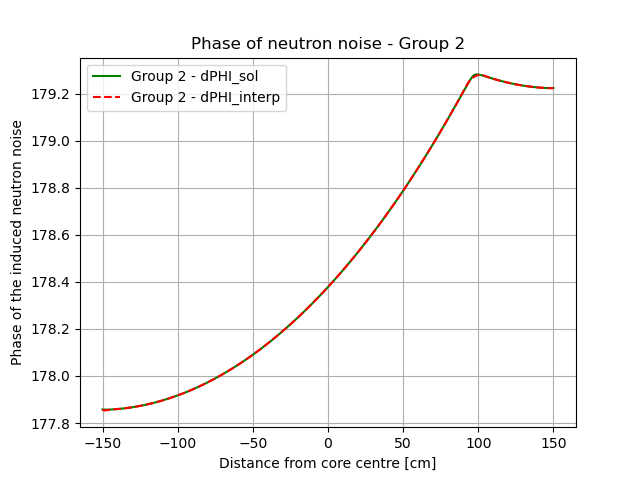 Phase of neutron noise - Group 2
Group 2 - dPHI_sol
Group 2 - dPHI_interp
Phase of the induced neutron noise
179.2
179.0
178.8
178.6
178.4
178.2
178.0
177.8
−150 −100 −50 0 50 100 150
Distance from core centre [cm]